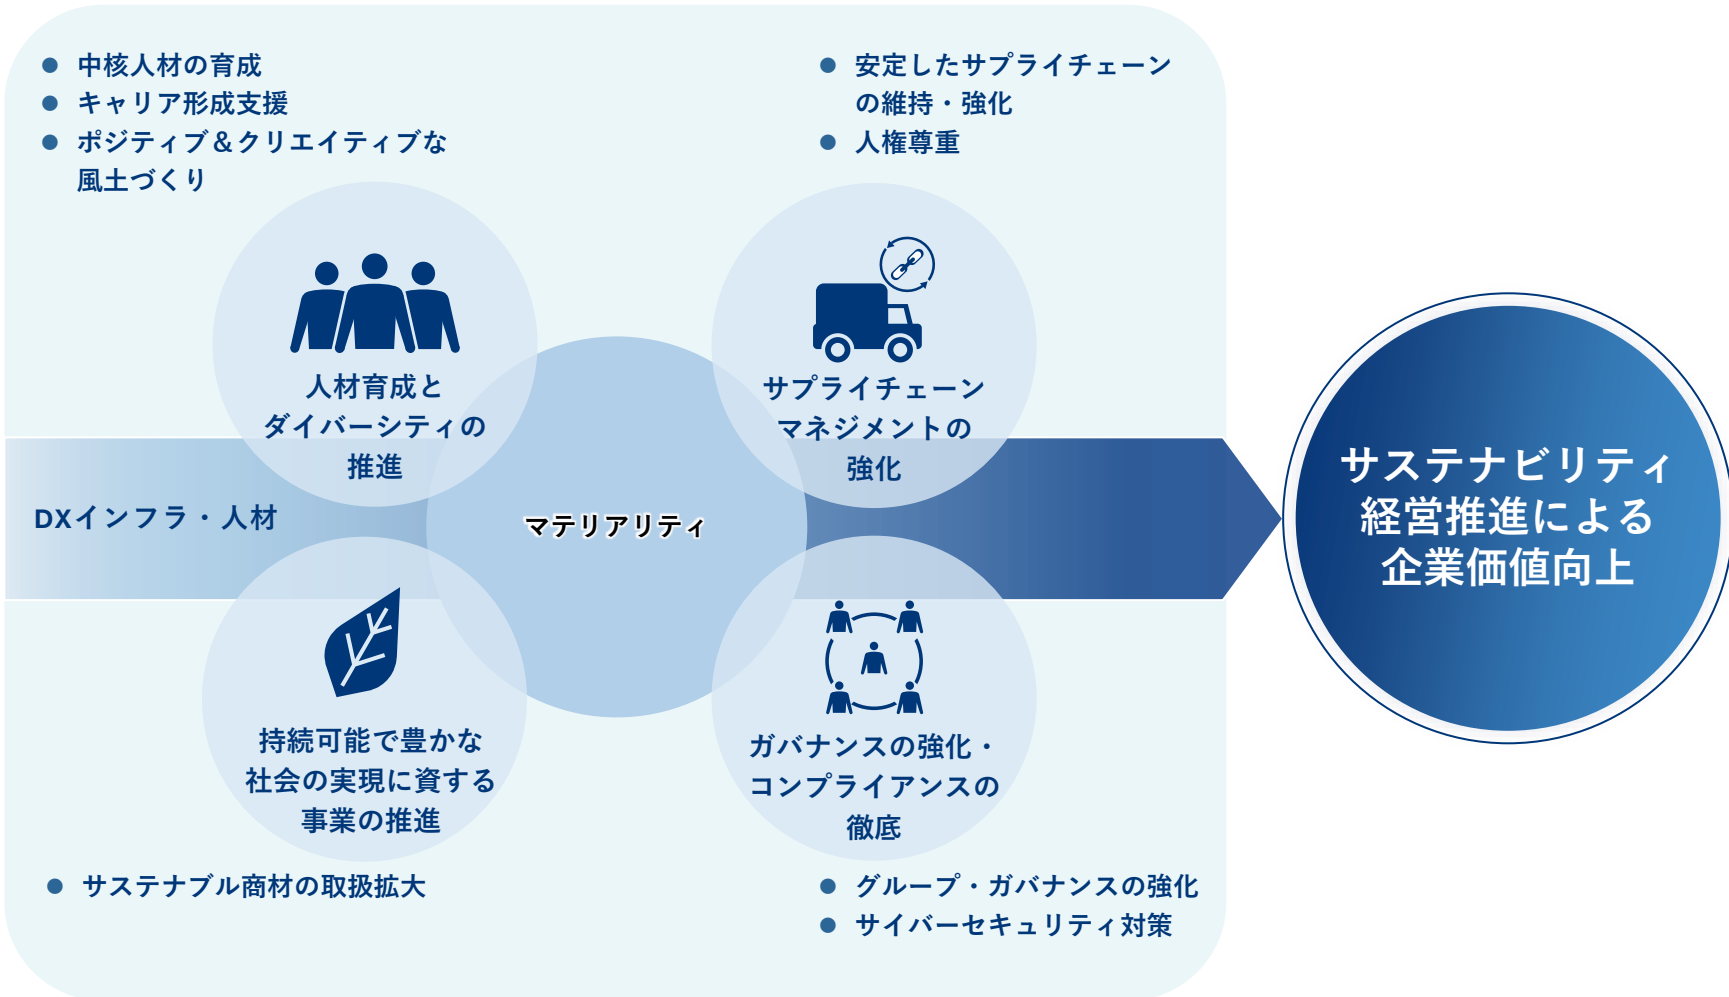 中核人材の育成
キャリア形成支援
ポジティブ＆クリエイティブな
風土づくり
安定したサプライチェーン
の維持・強化
人権尊重
人材育成と
ダイバーシティの
推進
サプライチェーン
マネジメントの
強化
DXインフラ・人材
マテリアリティ
サステナビリティ
経営推進による
企業価値向上
持続可能で豊かな
社会の実現に資する
事業の推進
ガバナンスの強化・
コンプライアンスの
徹底
サステナブル商材の取扱拡大
グループ・ガバナンスの強化
サイバーセキュリティ対策